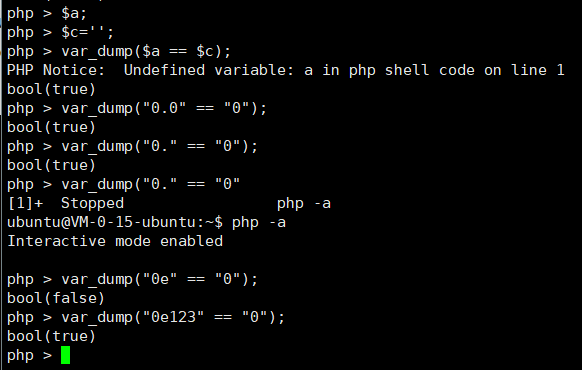 php > $a;
php > $c='';
php > var_dump($a == $c);
PHP Notice:  Undefined variable: a in php shell code on line 1
bool(true)
php > var_dump("0.0" == "0");
bool(true)
php > var_dump("0." == "0");
bool(true)
php > var_dump("0." == "0"
[1]+  Stopped                 php -a
ubuntu@VM-0-15-ubuntu:~$ php -a
Interactive mode enabled

php > var_dump("0e" == "0");
bool(false)
php > var_dump("0e123" == "0");
bool(true)
php >